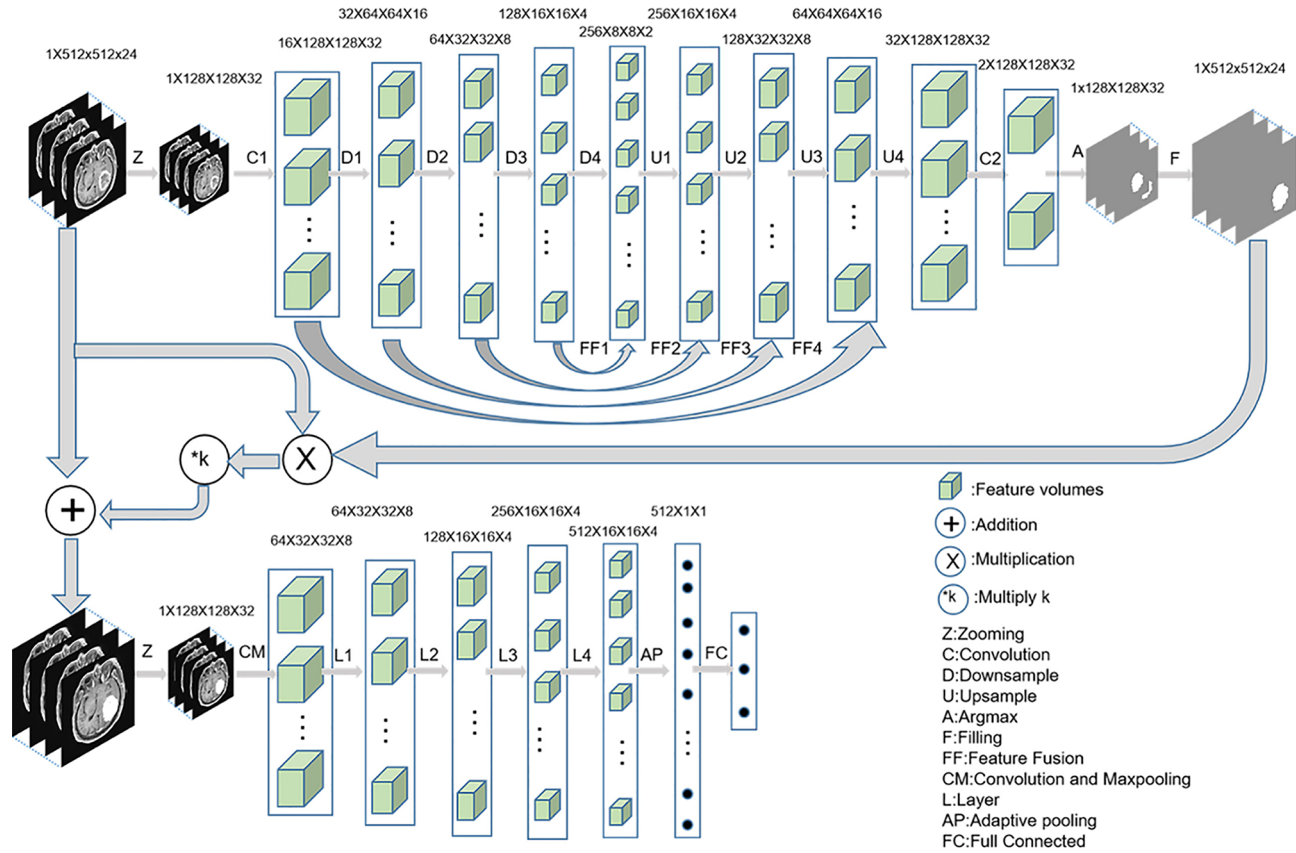 32X64X64X16
128X16X16X4
256X16X16X4
64X64X64X16
1X512x512x24
16X128X128X32
64X32X32X8
256X8X8X2
128X32X32X8
32X128X128X32
1X128X128X32
2X128X128X32
1X512x512x24
1x128X128X32
Z
C1
D1
D2
D3
D4
U1
U2
U3
U4
C2
A
F
FF1
FF2
FF3
FF4
*k
X
+
64X32X32X8
256X16X16X4
512X1X1
64X32X32X8
128X16X16X4
512X16X16X4
1X128X128X32
Z
CM
L1
L2
L3
L4
AP
FC
:Feature volumes
+ :Addition
X :Multiplication
*k :Multiply k
Z:Zooming
C:Convolution
D:Downsample
U:Upsample
A:Argmax
F:Filling
FF:Feature Fusion
CM:Convolution and Maxpooling
L:Layer
AP:Adaptive pooling
FC:Full Connected